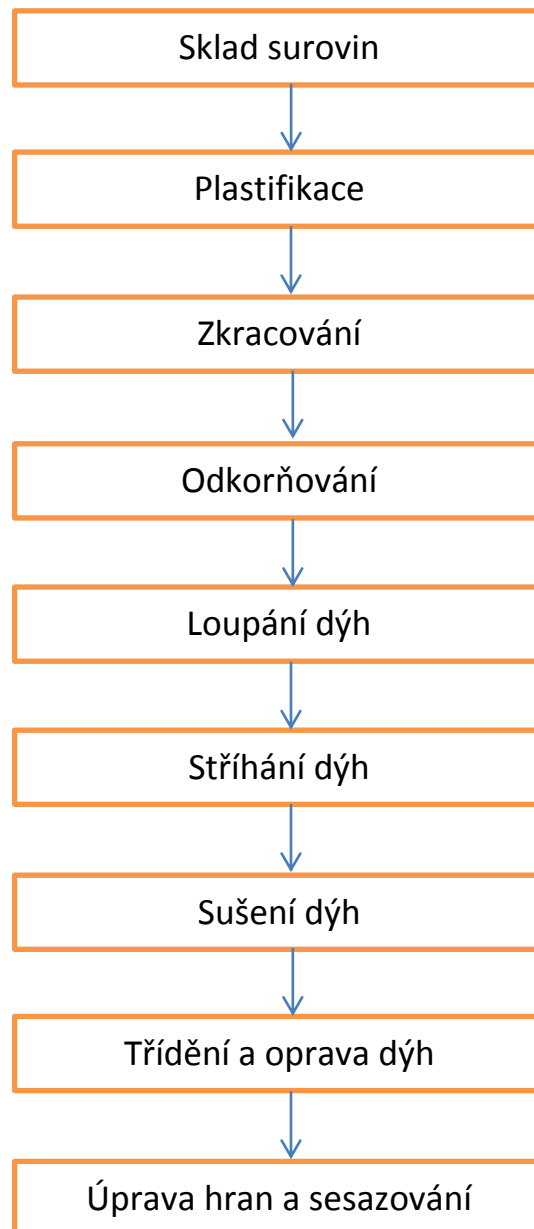 Sklad surovin
Plastifikace
Zkracování
Odkorňování
Loupání dýh
Stříhání dýh
Sušení dýh
Třídění a oprava dýh
Úprava hran a sesazování